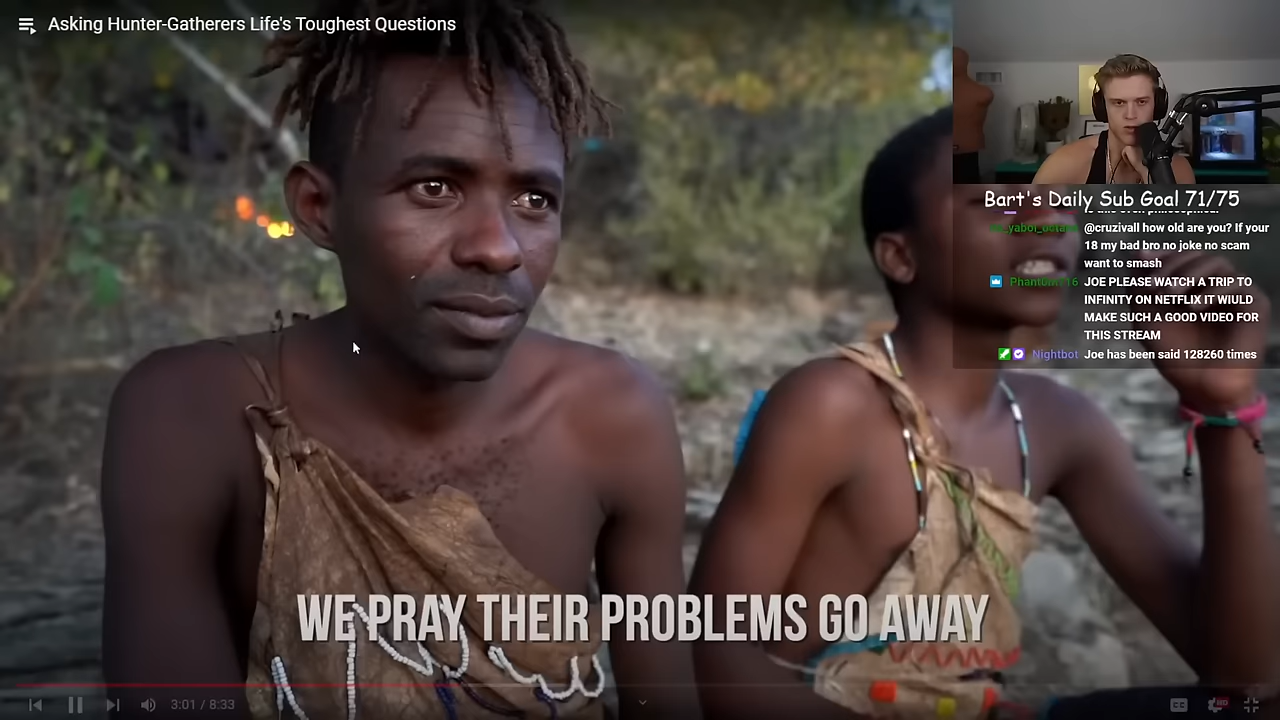 Asking Hunter-Gatherers Life's Toughest Questions
Bart's Daily Sub Goal 71/75
@cruzivall how old are you? If your
18 my bad bro no joke no scam
want to smash
JOE PLEASE WATCH A TRIP TO
INFINITY ON NETFLIX IT WIULD
MAKE SUCH A GOOD VIDEO FOR
THIS STREAM
Nightbot Joe has been said 128260 times
WE PRAY THEIR PROBLEMS GO AWAY
3:01 / 8:33
CC
HD